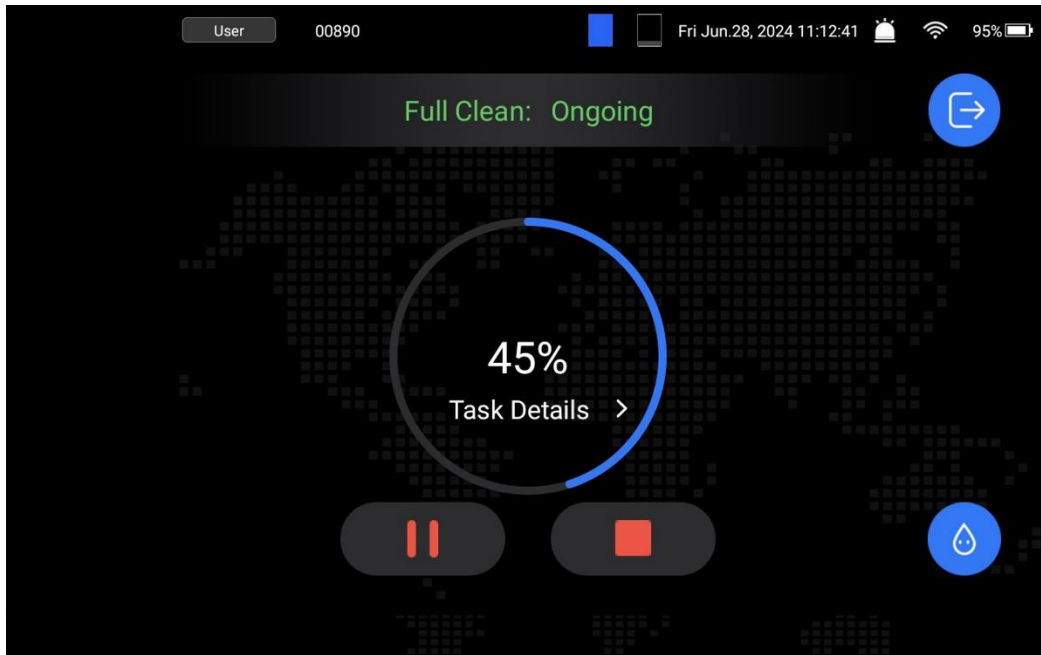 User 00890 Fri Jun.28, 2024 11:12:41 95%
Full Clean: Ongoing
45%
Task Details >